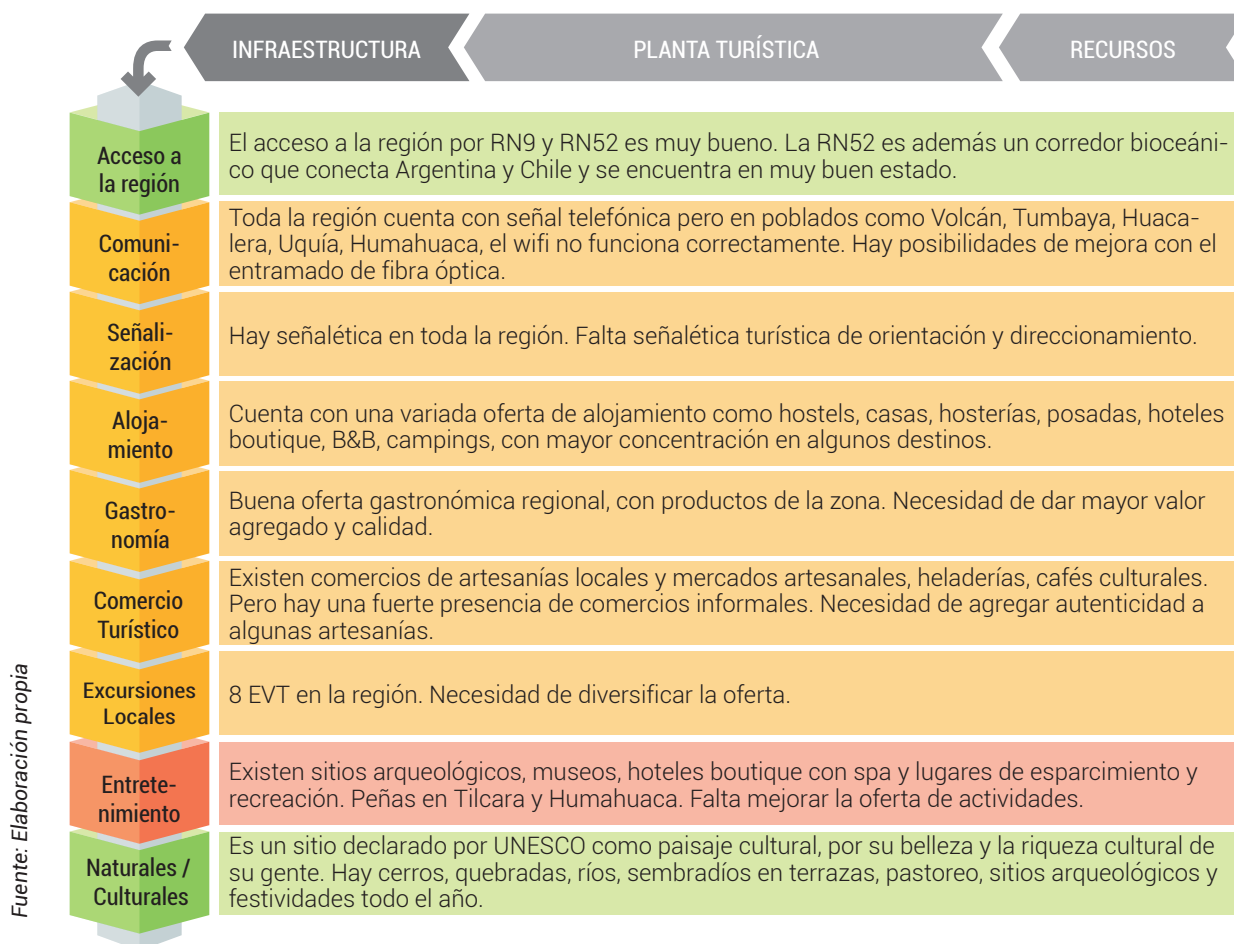 INFRAESTRUCTURA
PLANTA TURÍSTICA
RECURSOS
Acceso a
la región
El acceso a la región por RN9 y RN52 es muy bueno. La RN52 es además un corredor bioceáni-
co que conecta Argentina y Chile y se encuentra en muy buen estado.
Comuni-
cación
Toda la región cuenta con señal telefónica pero en poblados como Volcán, Tumbaya, Huaca-
lera, Uquía, Humahuaca, el wifi no funciona correctamente. Hay posibilidades de mejora con el
entramado de fibra óptica.
Señali-
zación
Hay señalética en toda la región. Falta señalética turística de orientación y direccionamiento.
Aloja-
miento
Cuenta con una variada oferta de alojamiento como hostels, casas, hosterías, posadas, hoteles
boutique, B&B, campings, con mayor concentración en algunos destinos.
Gastro-
nomía
Buena oferta gastronómica regional, con productos de la zona. Necesidad de dar mayor valor
agregado y calidad.
Comercio
Turístico
Existen comercios de artesanías locales y mercados artesanales, heladerías, cafés culturales.
Pero hay una fuerte presencia de comercios informales. Necesidad de agregar autenticidad a
algunas artesanías.
Excursiones
Locales
8 EVT en la región. Necesidad de diversificar la oferta.
Entrete-
nimiento
Existen sitios arqueológicos, museos, hoteles boutique con spa y lugares de esparcimiento y
recreación. Peñas en Tilcara y Humahuaca. Falta mejorar la oferta de actividades.
Naturales /
Culturales
Es un sitio declarado por UNESCO como paisaje cultural, por su belleza y la riqueza cultural de
su gente. Hay cerros, quebradas, ríos, sembradíos en terrazas, pastoreo, sitios arqueológicos y
festividades todo el año.
Fuente: Elaboración propia